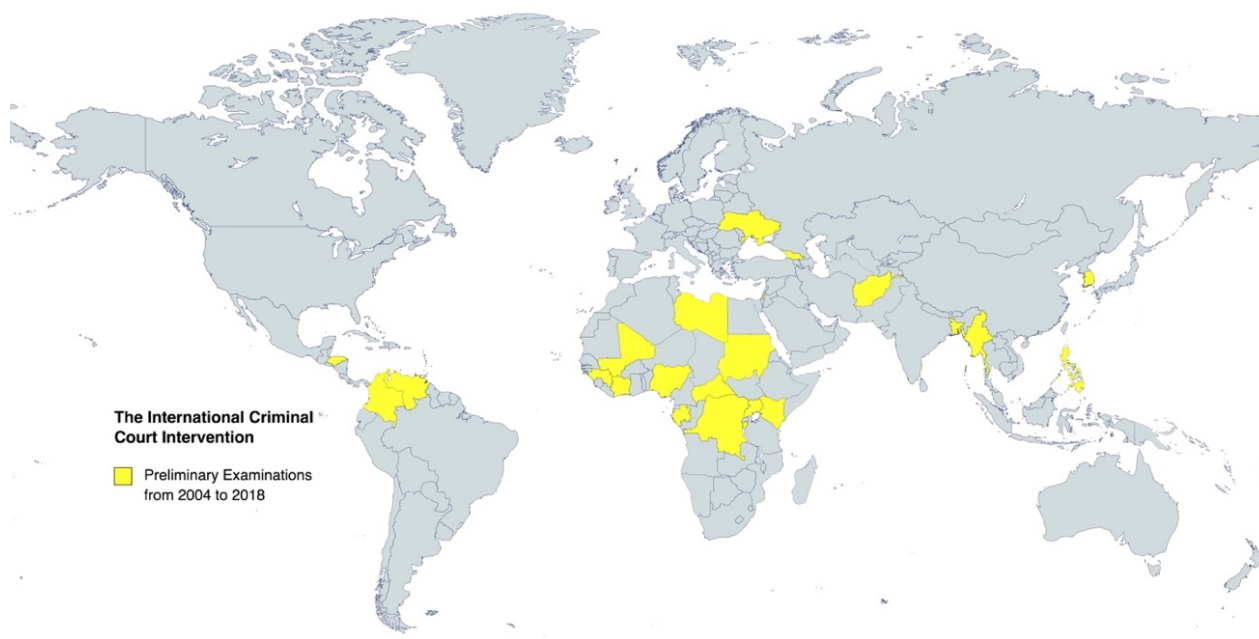 The International Criminal
Court Intervention
Preliminary Examinations
from 2004 to 2018